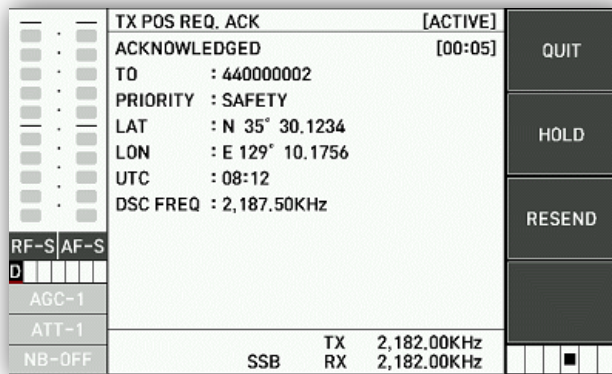 TX POS REQ. ACK [ACTIVE]
ACKNOWLEDGED [00:05]
TO : 440000002
PRIORITY : SAFETY
LAT : N 35° 30.1234
LON : E 129° 10.1756
UTC : 08:12
DSC FREQ : 2,187.50KHz
QUIT
HOLD
RESEND
RF-S AF-S
D
AGC-1
ATT-1
NB-OFF
TX 2,182.00KHz
SSB RX 2,182.00KHz